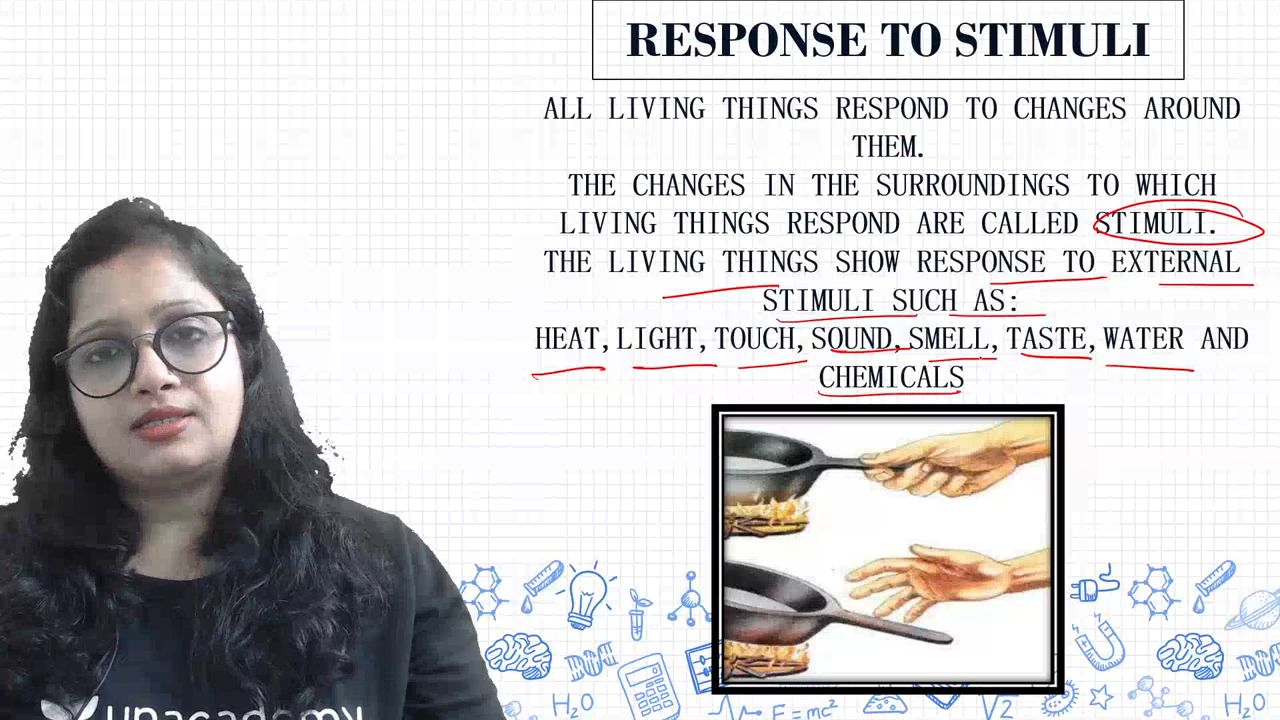 RESPONSE TO STIMULI
ALL LIVING THINGS RESPOND TO CHANGES AROUND
THEM.
THE CHANGES IN THE SURROUNDINGS TO WHICH
LIVING THINGS RESPOND ARE CALLED STIMULI.
THE LIVING THINGS SHOW RESPONSE TO EXTERNAL
STIMULI SUCH AS:
HEAT, LIGHT, TOUCH, SOUND, SMELL, TASTE, WATER AND
CHEMICALS
unacademy
H₂O
E=mc²
√2
H₂O